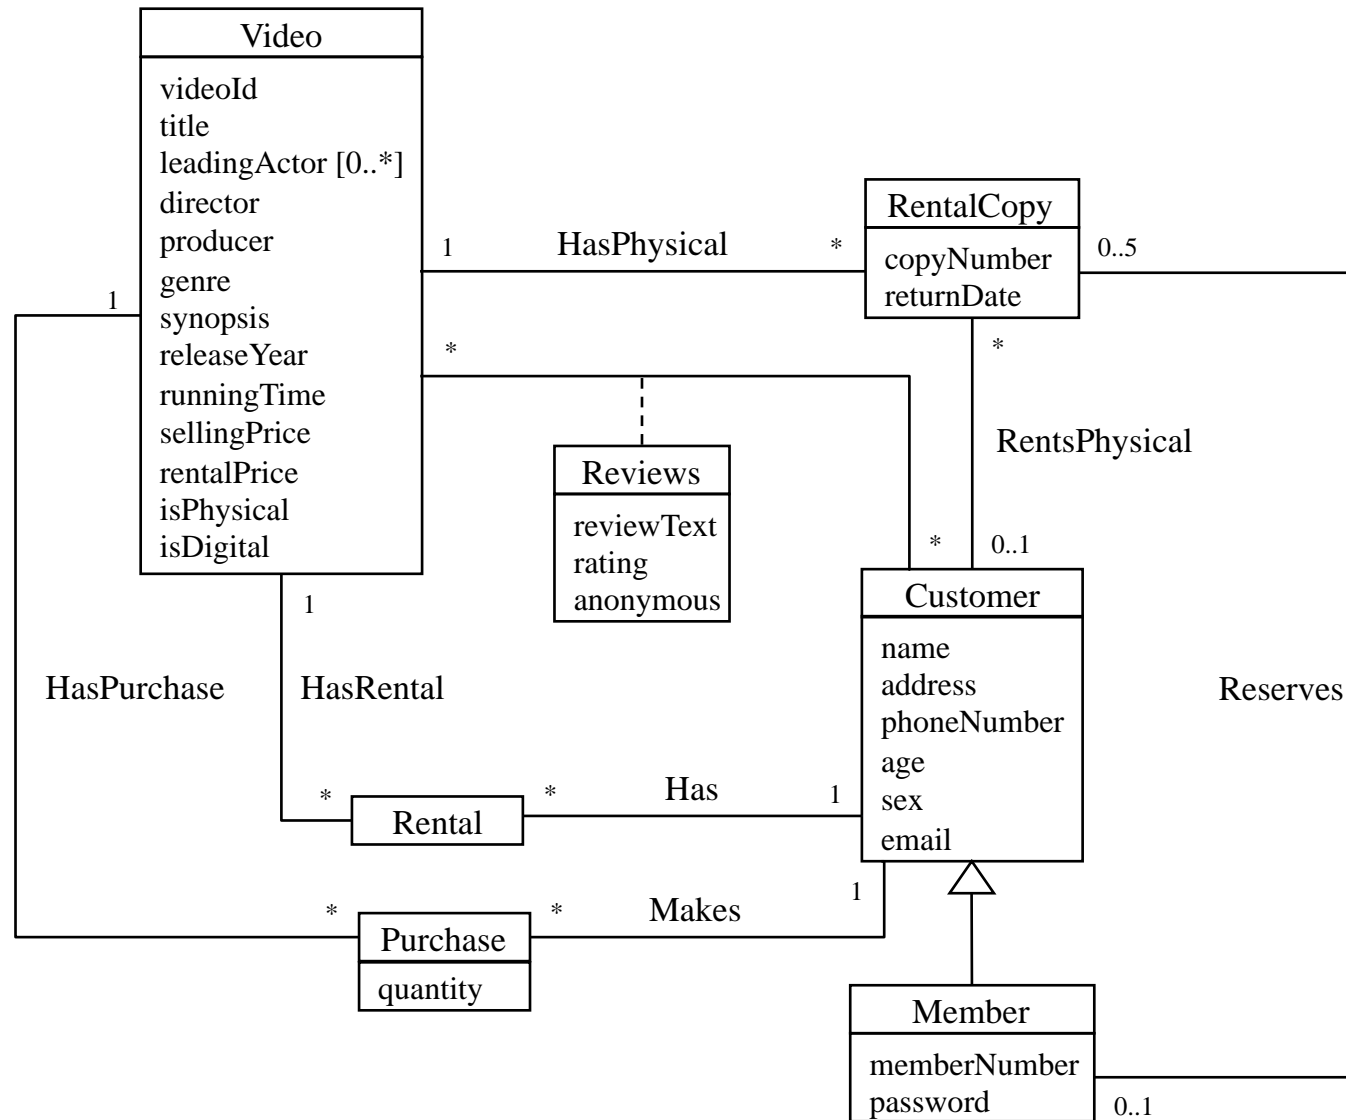 Video
videoId
title
leadingActor [0..*]
director
producer
genre
synopsis
releaseYear
runningTime
sellingPrice
rentalPrice
isPhysical
isDigital
1
HasPhysical
*
RentalCopy
copyNumber
returnDate
0..5
1
*
*
RentsPhysical
Reviews
reviewText
rating
anonymous
*
0..1
Customer
name
address
phoneNumber
age
sex
email
1
HasPurchase
HasRental
Reserves
*
Rental
*
Has
1
*
Purchase
quantity
*
Makes
1
Member
memberNumber
password
0..1